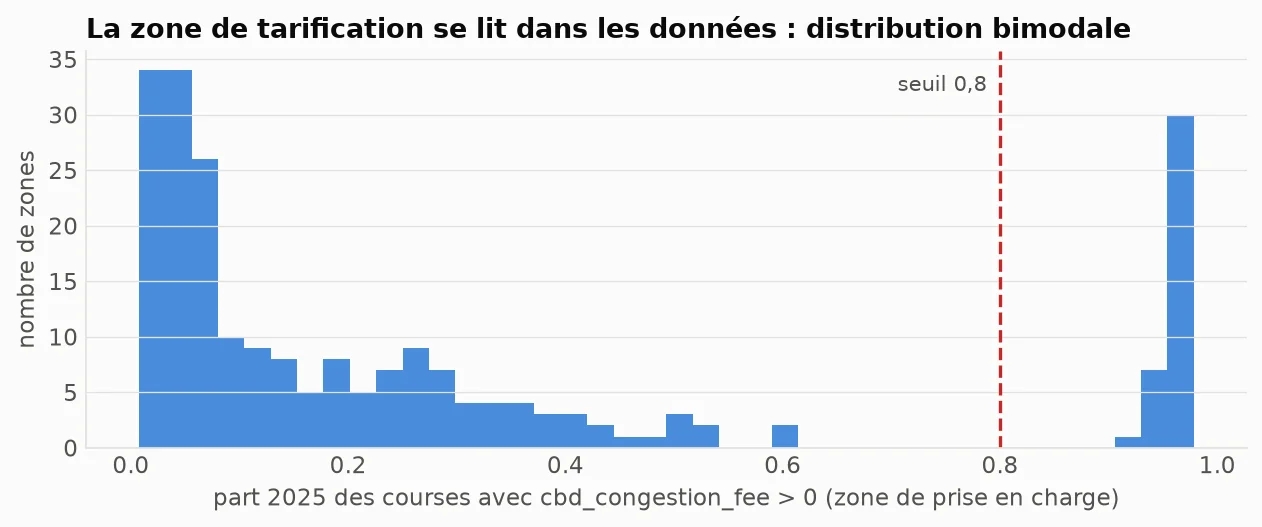 La zone de tarification se lit dans les données : distribution bimodale
35
30
25
20
15
10
5
0
nombre de zones
seuil 0,8
0.0 0.2 0.4 0.6 0.8 1.0
part 2025 des courses avec cbd_congestion_fee > 0 (zone de prise en charge)